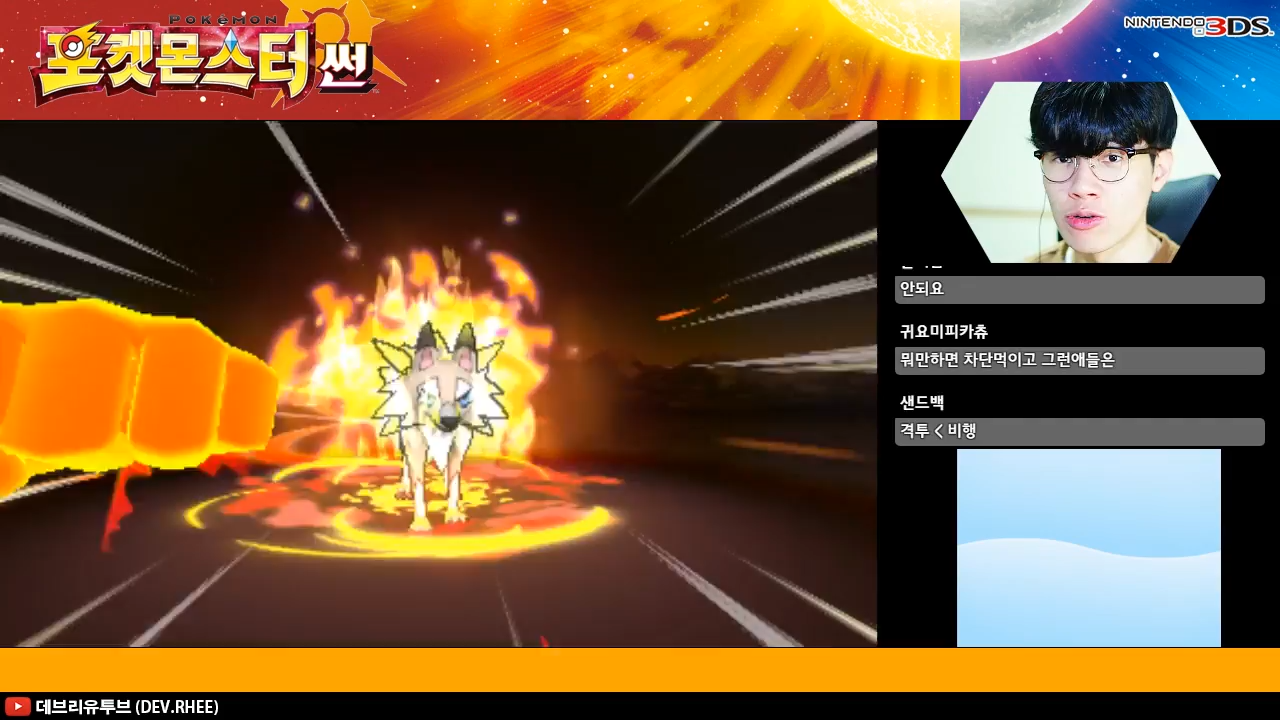 POKéMON
포켓몬스터 썬
NINTENDO 3DS
안되요
귀요미피카츄
뭐만하면 차단먹이고 그런애들은
샌드백
격투 < 비행
데브리유투브 (DEV.RHEE)